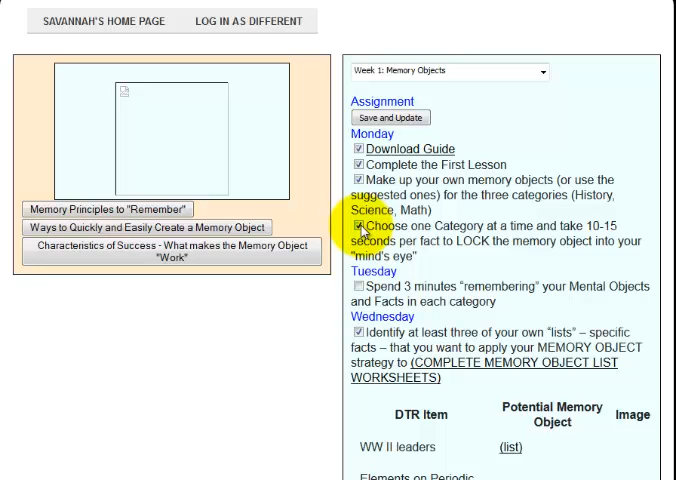 SAVANNAH'S HOME PAGE LOG IN AS DIFFERENT
Memory Principles to "Remember"
Ways to Quickly and Easily Create a Memory Object
Characteristics of Success - What makes the Memory Object
"Work"
Week 1: Memory Objects
Assignment
Save and Update
Monday
Download Guide
Complete the First Lesson
Make up your own memory objects (or use the
suggested ones) for the three categories (History,
Science, Math)
Choose one Category at a time and take 10-15
seconds per fact to LOCK the memory object into your
"mind's eye"
Tuesday
Spend 3 minutes “remembering” your Mental Objects
and Facts in each category
Wednesday
Identify at least three of your own “lists” – specific
facts – that you want to apply your MEMORY OBJECT
strategy to (COMPLETE MEMORY OBJECT LIST
WORKSHEETS)
DTR Item Potential Memory Object Image
WW II leaders (list)
Elements on Periodic